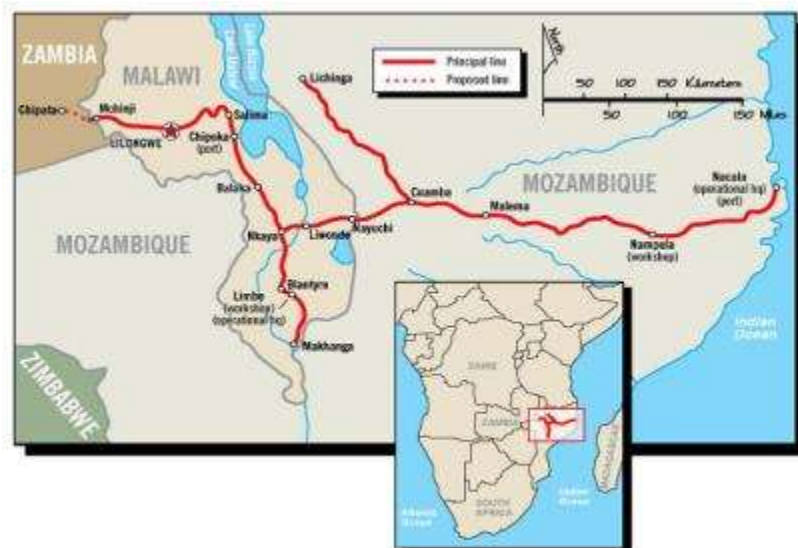 ZAMBIA
MALAWI
Chipata
Mchinji
LILONGWE
Salima
Chipoka
(port)
Balaka
Nkaya
Liwonde
Nayuchi
Blantyre
Limbe
(workshop)
(operational hq)
Makhanga
MOZAMBIQUE
ZIMBABWE
Lichinga
Principal line
Proposed line
North
50 100 150 Kilometers
50 100 150 Miles
Cuamba
Malema
MOZAMBIQUE
Nampula
(workshop)
Nacala
(operational hq)
(port)
Indian
Ocean
ZAIRE
ZAMBIA
SOUTH
AFRICA
MADAGASCAR
Atlantic
Ocean
Indian
Ocean